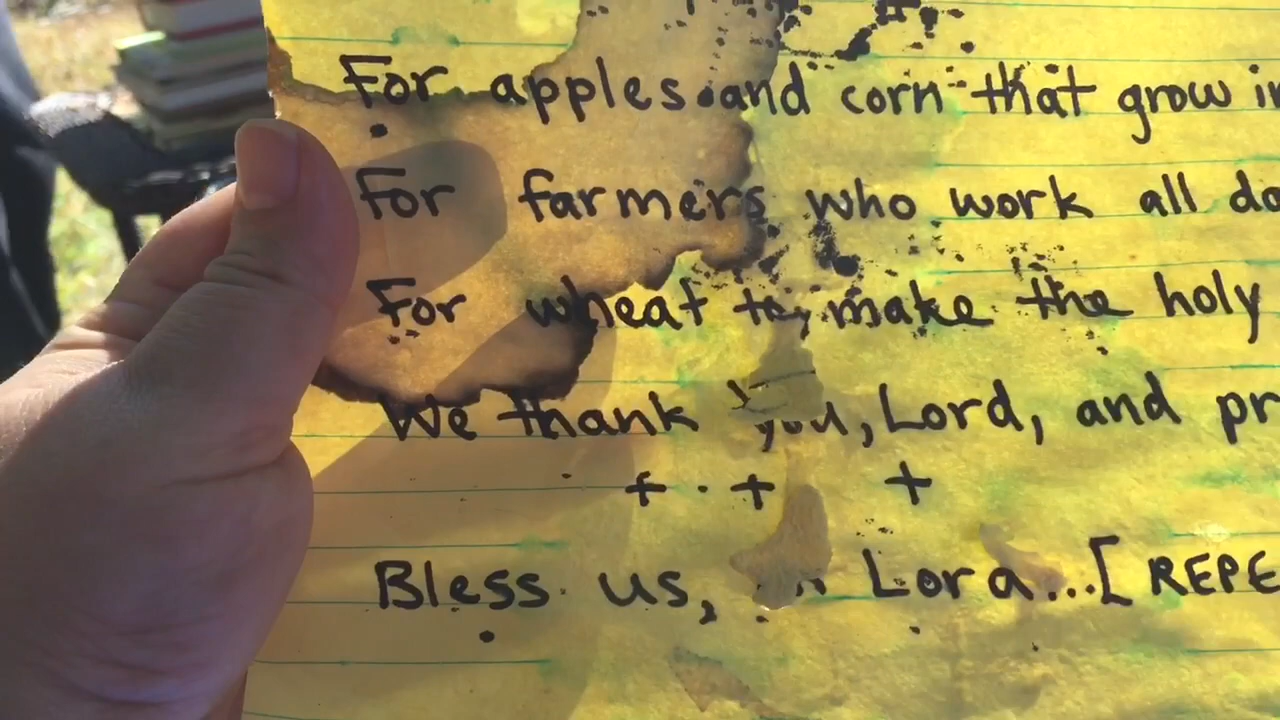 For apples and corn that grow in
For farmers who work all da
For wheat to make the holy
We thank you, Lord, and pr
+ + +
Bless us, Lord...[REPE